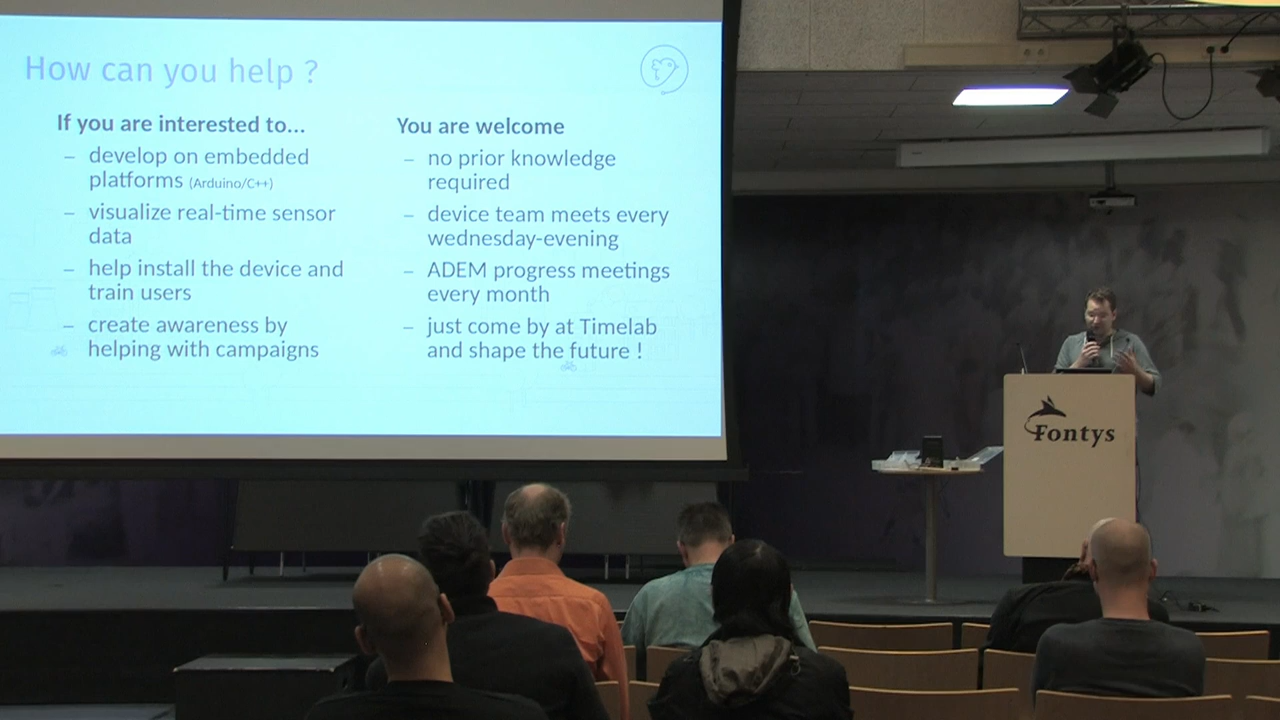 How can you help ?
If you are interested to...
– develop on embedded
platforms (Arduino/C++)
– visualize real-time sensor
data
– help install the device and
train users
– create awareness by
helping with campaigns
You are welcome
– no prior knowledge
required
– device team meets every
wednesday-evening
– ADEM progress meetings
every month
– just come by at Timelab
and shape the future !
Fontys